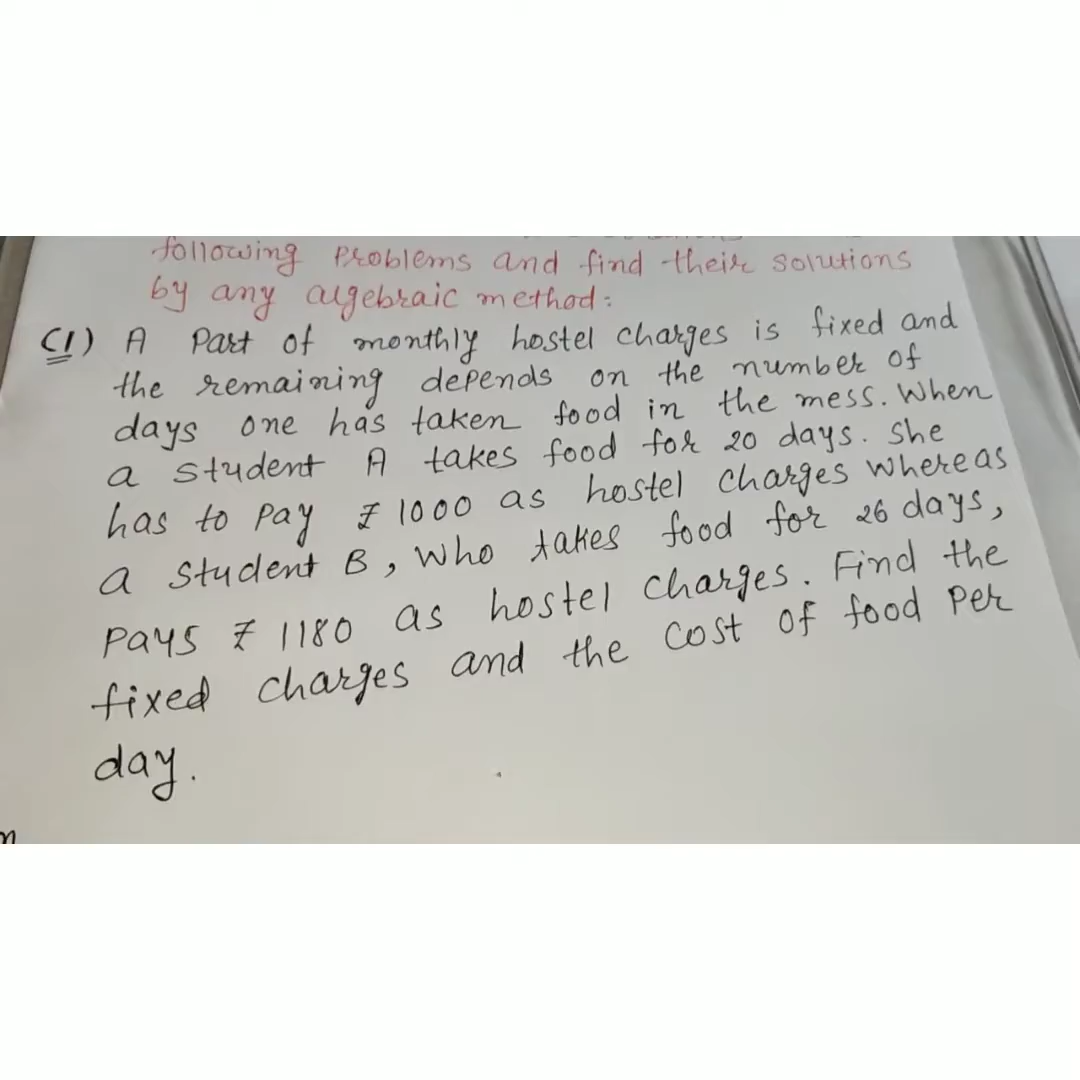 following problems and find their solutions
by any algebraic method:
(1) A Part of monthly hostel charges is fixed and
the remaining depends on the number of
days one has taken food in the mess. When
a student A takes food for 20 days. She
has to pay ₹ 1000 as hostel charges whereas
a student B, who takes food for 26 days,
pays ₹ 1180 as hostel charges. Find the
fixed charges and the cost of food per
day.